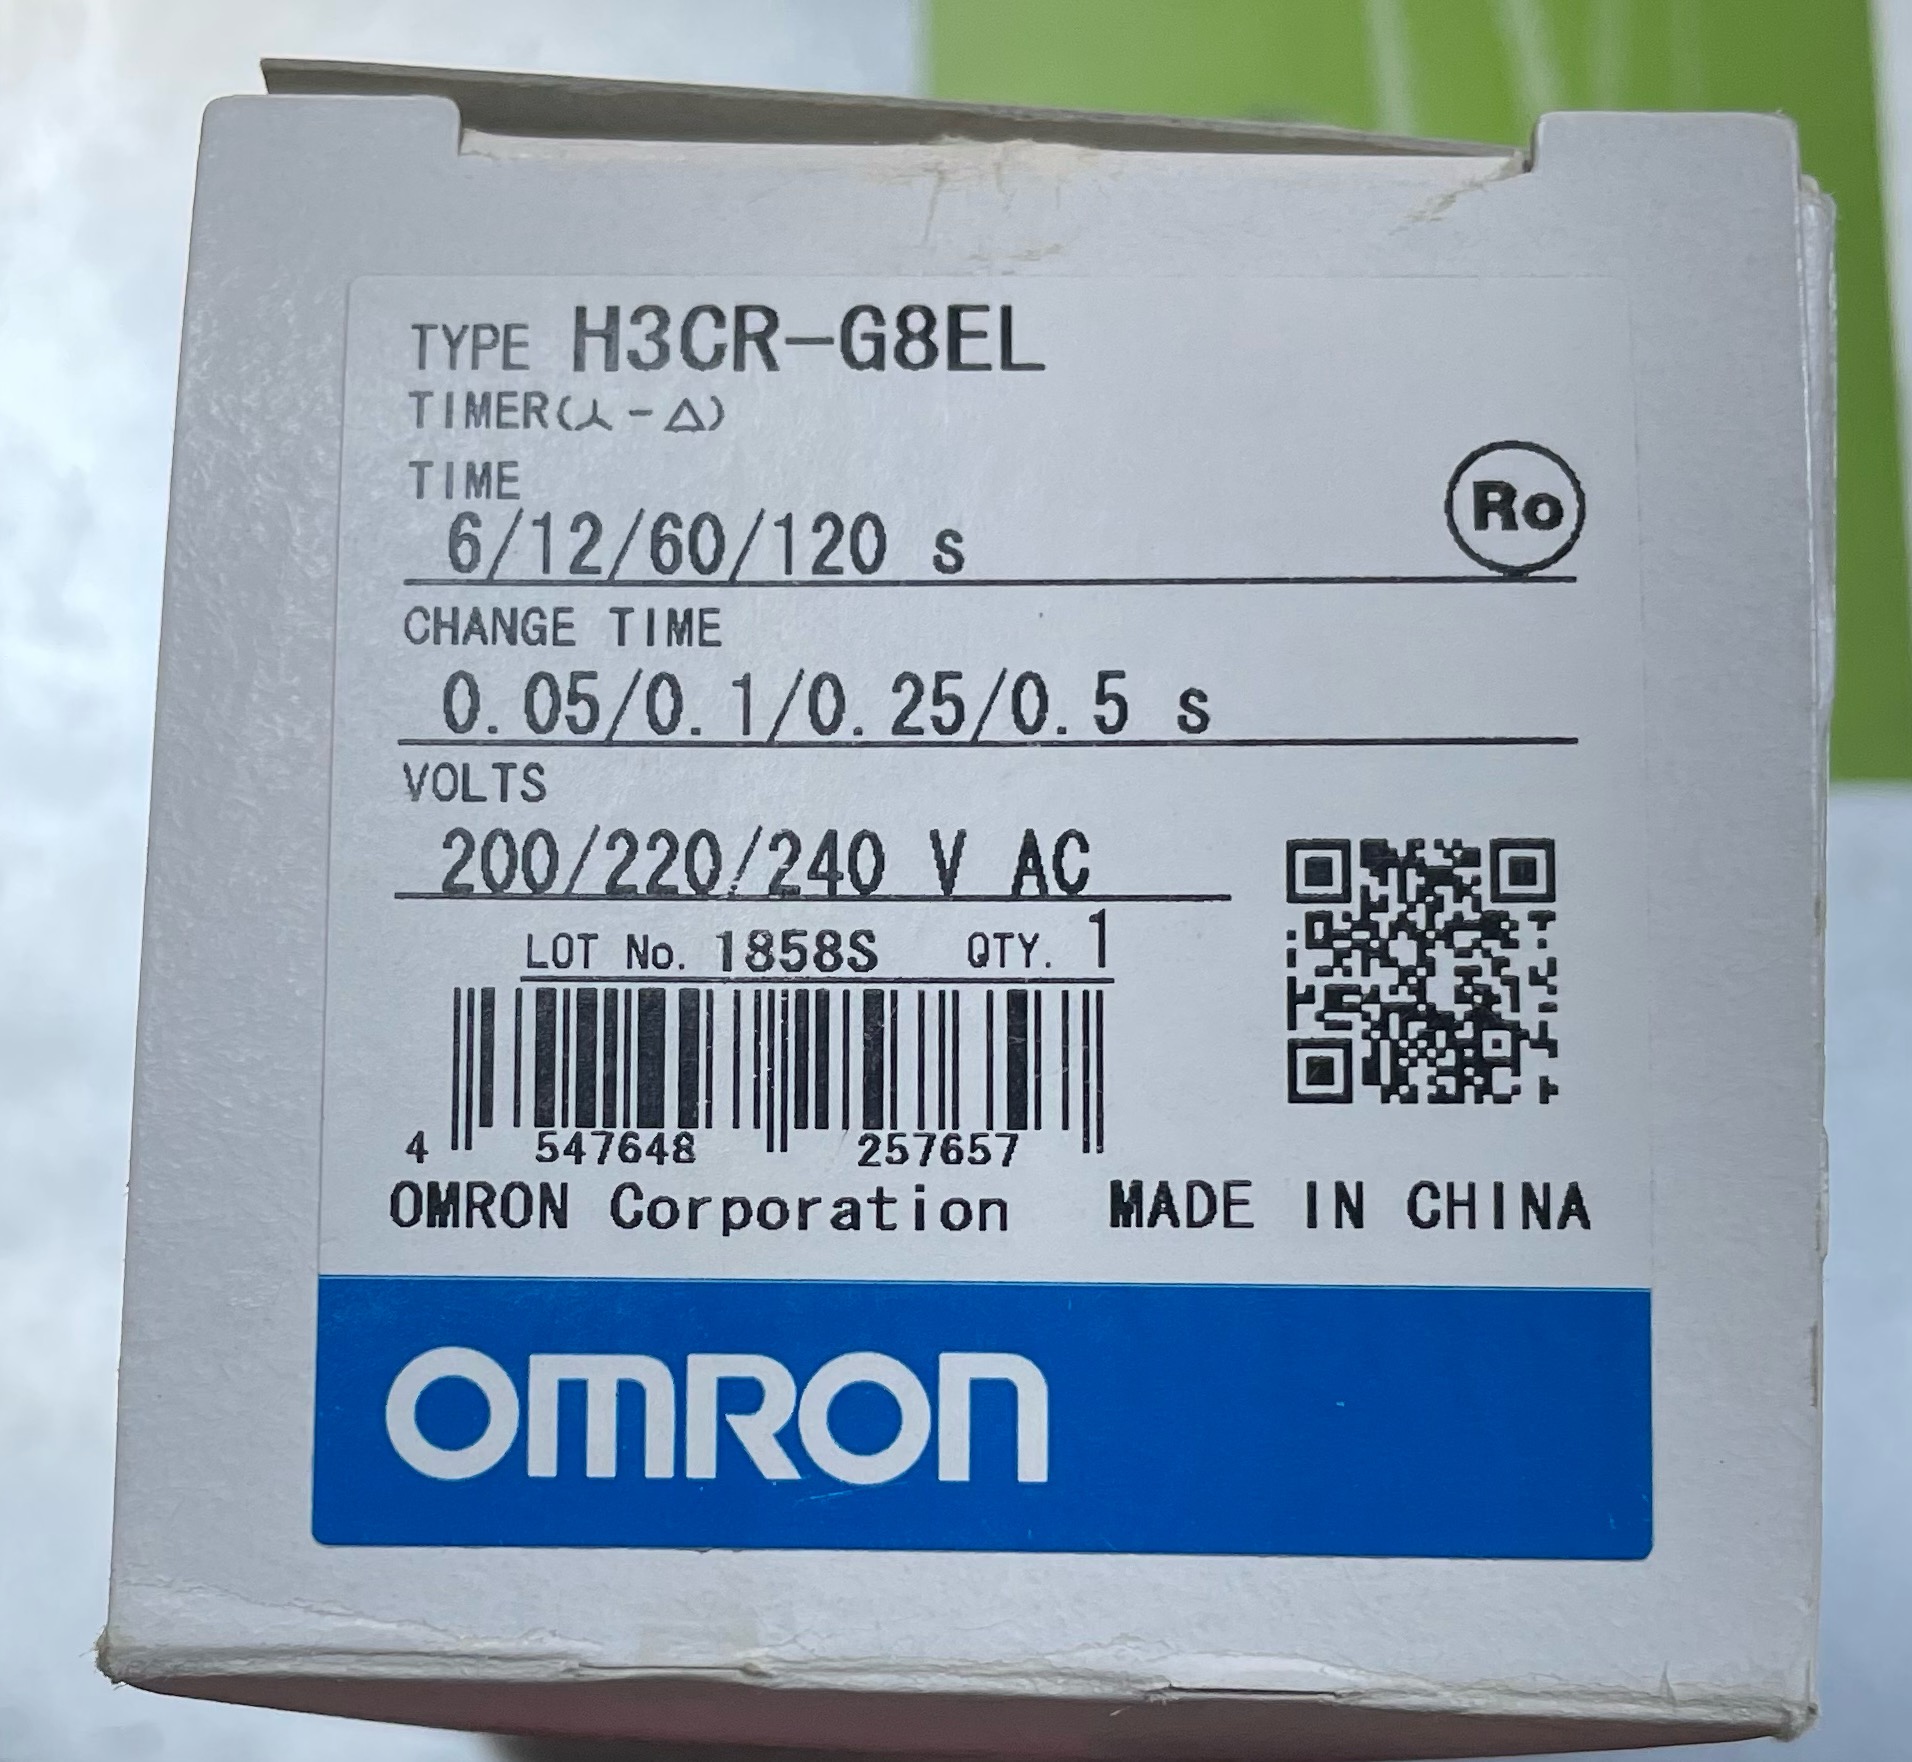 TYPE H3CR-G8EL
TIMER(⅄-△)
TIME
6/12/60/120 s
Ro
CHANGE TIME
0.05/0.1/0.25/0.5 s
VOLTS
200/220/240 V AC
LOT No. 1858S QTY. 1
4 547648 257657
OMRON Corporation MADE IN CHINA
OMRON